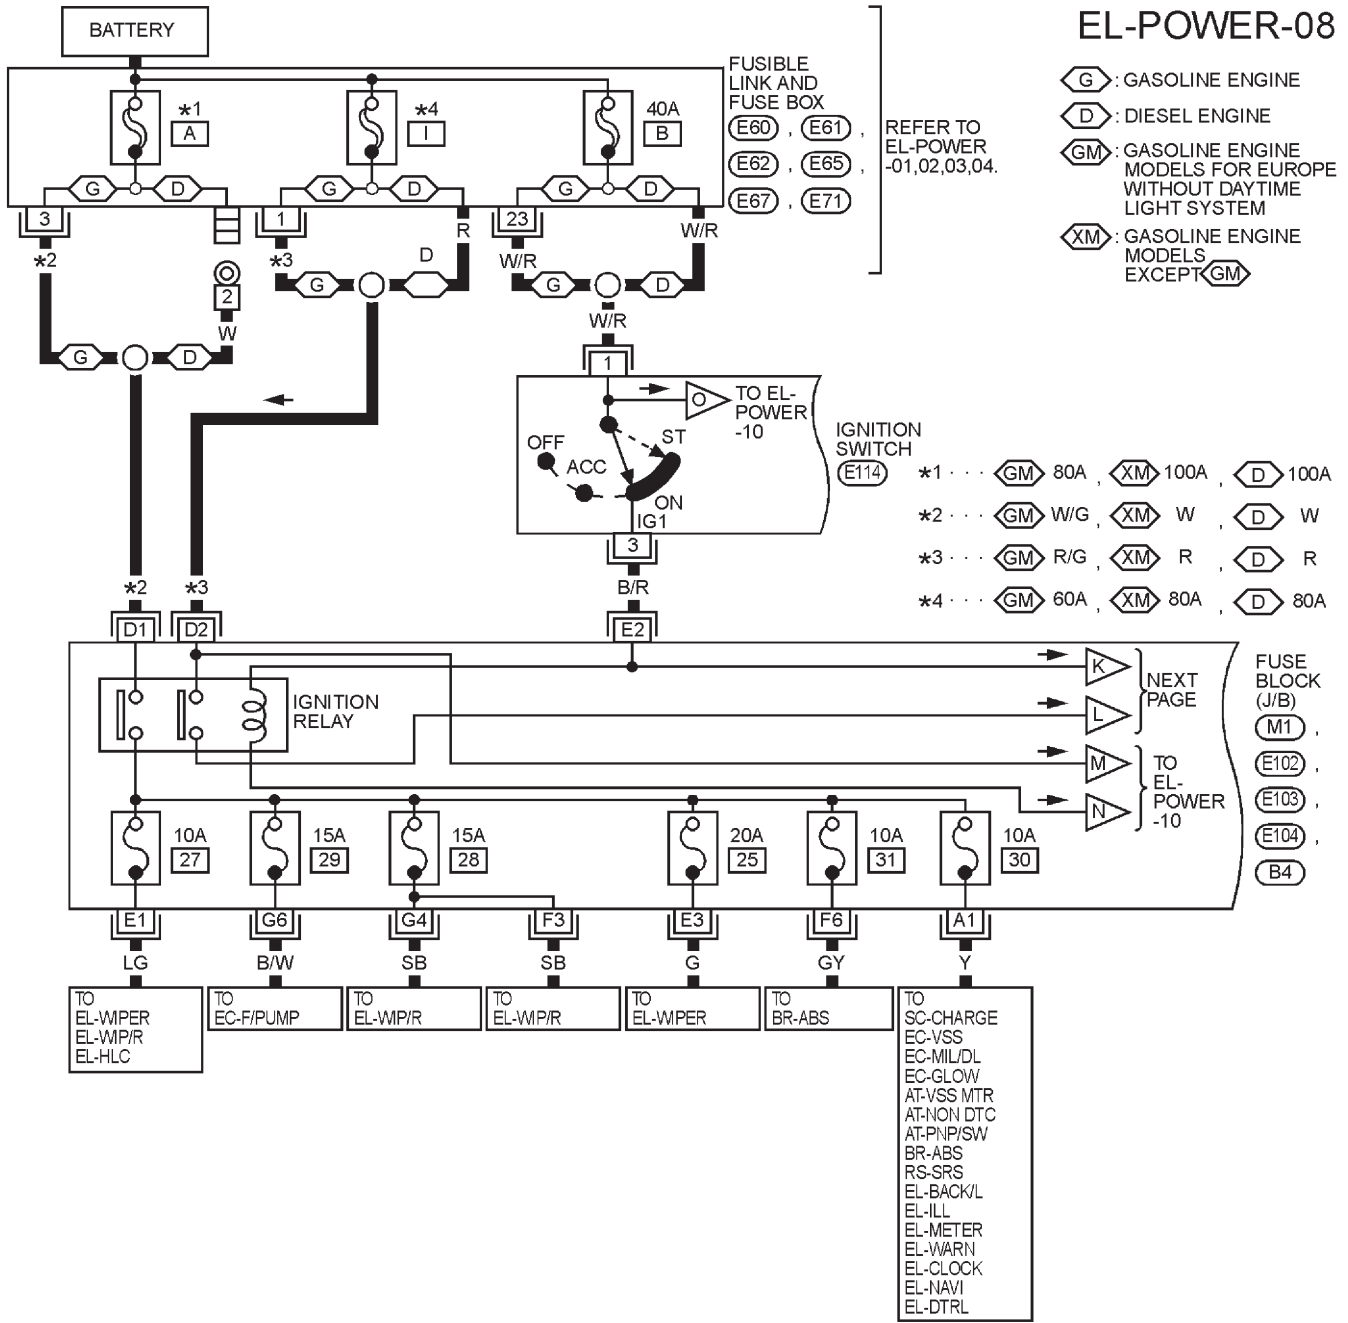 EL-POWER-08
BATTERY
*1
A
*4
I
40A
B
G
D
G
D
G
D
3
1
23
FUSIBLE
LINK AND
FUSE BOX
E60 , E61 ,
E62 , E65 ,
E67 , E71
REFER TO
EL-POWER
-01,02,03,04.
G : GASOLINE ENGINE
D : DIESEL ENGINE
GM : GASOLINE ENGINE
MODELS FOR EUROPE
WITHOUT DAYTIME
LIGHT SYSTEM
XM : GASOLINE ENGINE
MODELS
EXCEPT GM
*2
2
W
*3
D
R
W/R
W/R
G
D
G
G
D
W/R
1
O
TO EL-
POWER
-10
OFF
ACC
ST
ON
IG1
3
B/R
IGNITION
SWITCH
E114
*1 · · · GM 80A , XM 100A , D 100A
*2 · · · GM W/G , XM W , D W
*3 · · · GM R/G , XM R , D R
*4 · · · GM 60A , XM 80A , D 80A
*2
*3
D1
D2
E2
IGNITION
RELAY
K
L
NEXT
PAGE
M
N
TO
EL-
POWER
-10
FUSE
BLOCK
(J/B)
M1 ,
E102 ,
E103 ,
E104 ,
B4
10A
27
15A
29
15A
28
20A
25
10A
31
10A
30
E1
G6
G4
F3
E3
F6
A1
LG
B/W
SB
SB
G
GY
Y
TO
EL-WIPER
EL-WIP/R
EL-HLC
TO
EC-F/PUMP
TO
EL-WIP/R
TO
EL-WIP/R
TO
EL-WIPER
TO
BR-ABS
TO
SC-CHARGE
EC-VSS
EC-MIL/DL
EC-GLOW
AT-VSS MTR
AT-NON DTC
AT-PNP/SW
BR-ABS
RS-SRS
EL-BACK/L
EL-ILL
EL-METER
EL-WARN
EL-CLOCK
EL-NAVI
EL-DTRL